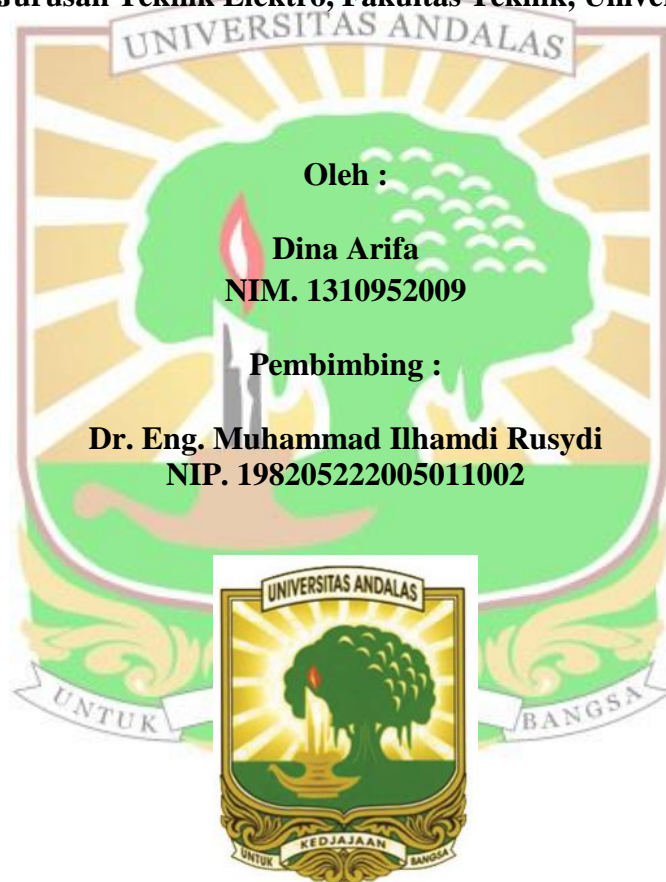 Jurusan Teknik Elektro, Fakultas Teknik,
UNIVERSITAS ANDALAS
Oleh :
Dina Arifa
NIM. 1310952009
Pembimbing :
Dr. Eng. Muhammad Ilhamdi Rusydi
NIP. 198205222005011002
UNIVERSITAS ANDALAS
UNTUK BANGSA
UNTUK KEDJAJAAN BANGSA